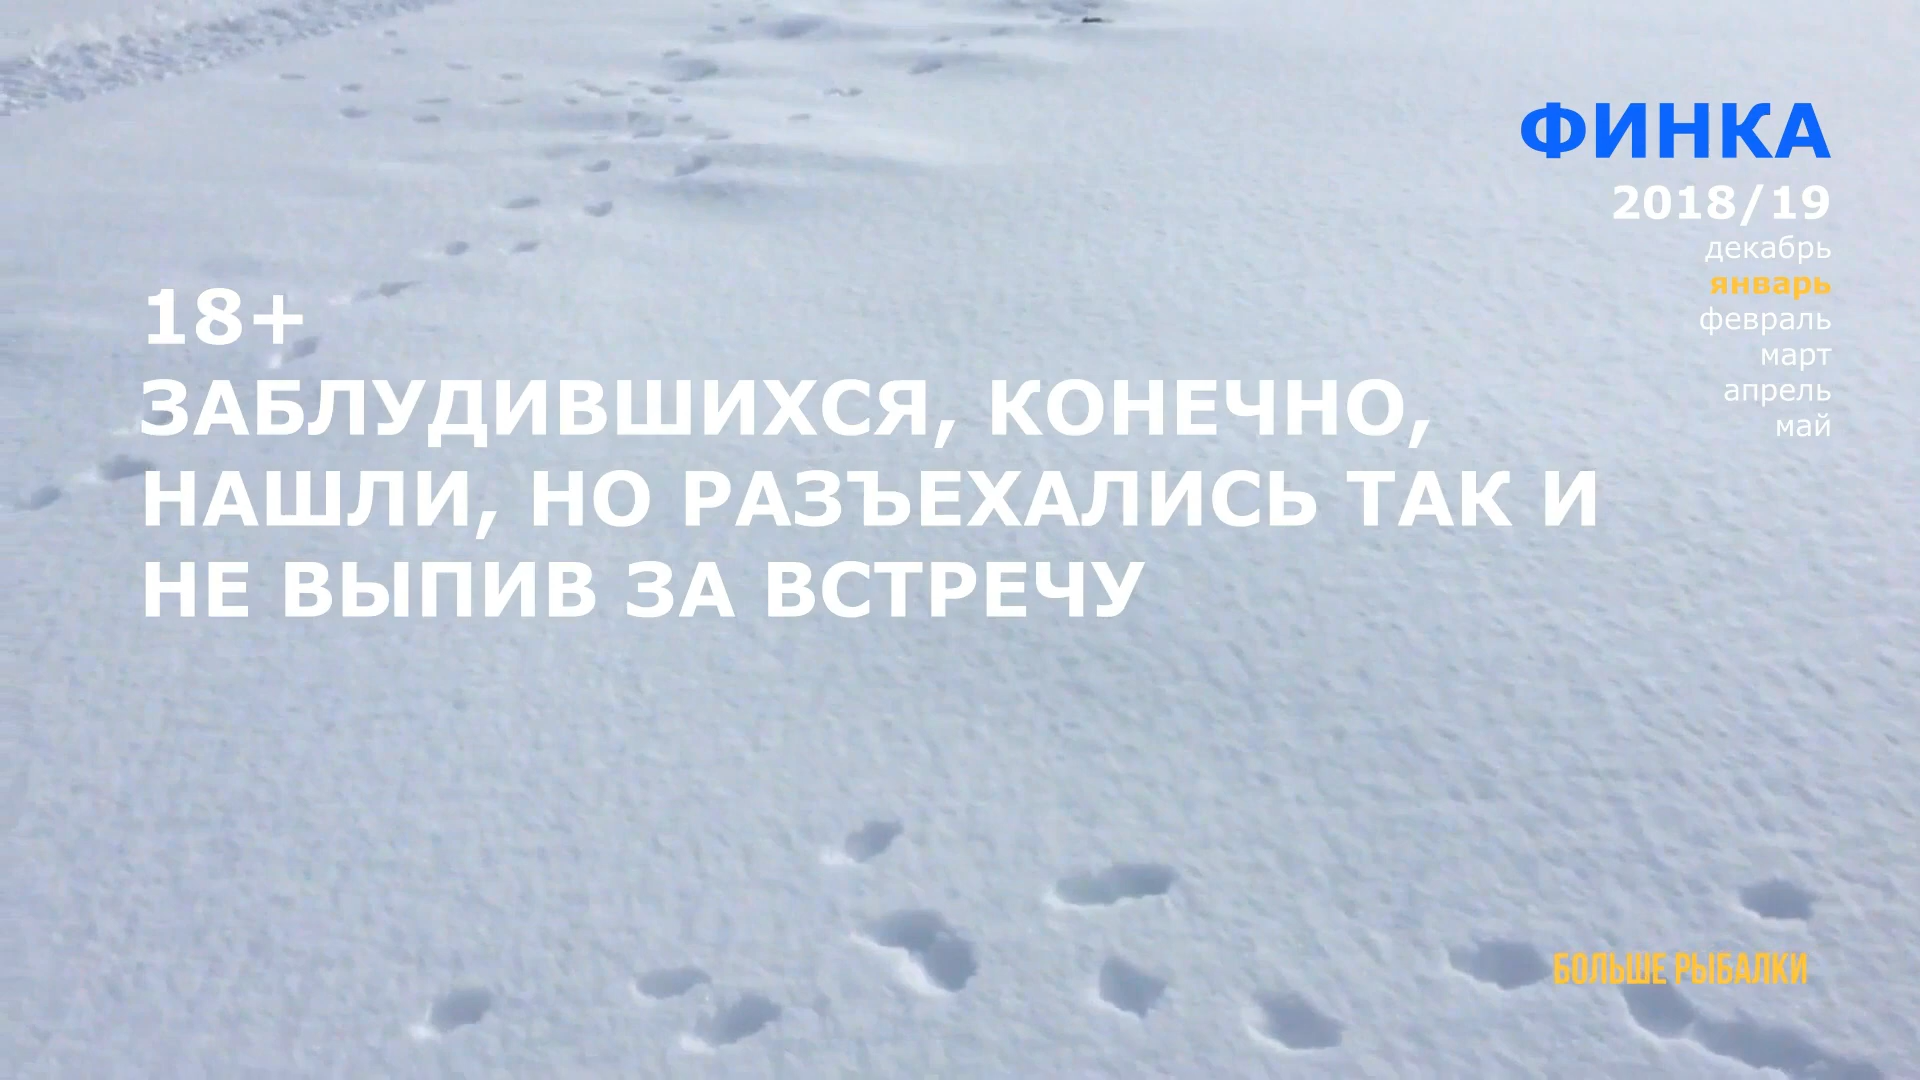 ФИНКА
2018/19
декабрь
январь
февраль
март
апрель
май
18+
ЗАБЛУДИВШИХСЯ, КОНЕЧНО,
НАШЛИ, НО РАЗЪЕХАЛИСЬ ТАК И
НЕ ВЫПИВ ЗА ВСТРЕЧУ
БОЛЬШЕ РЫБАЛКИ